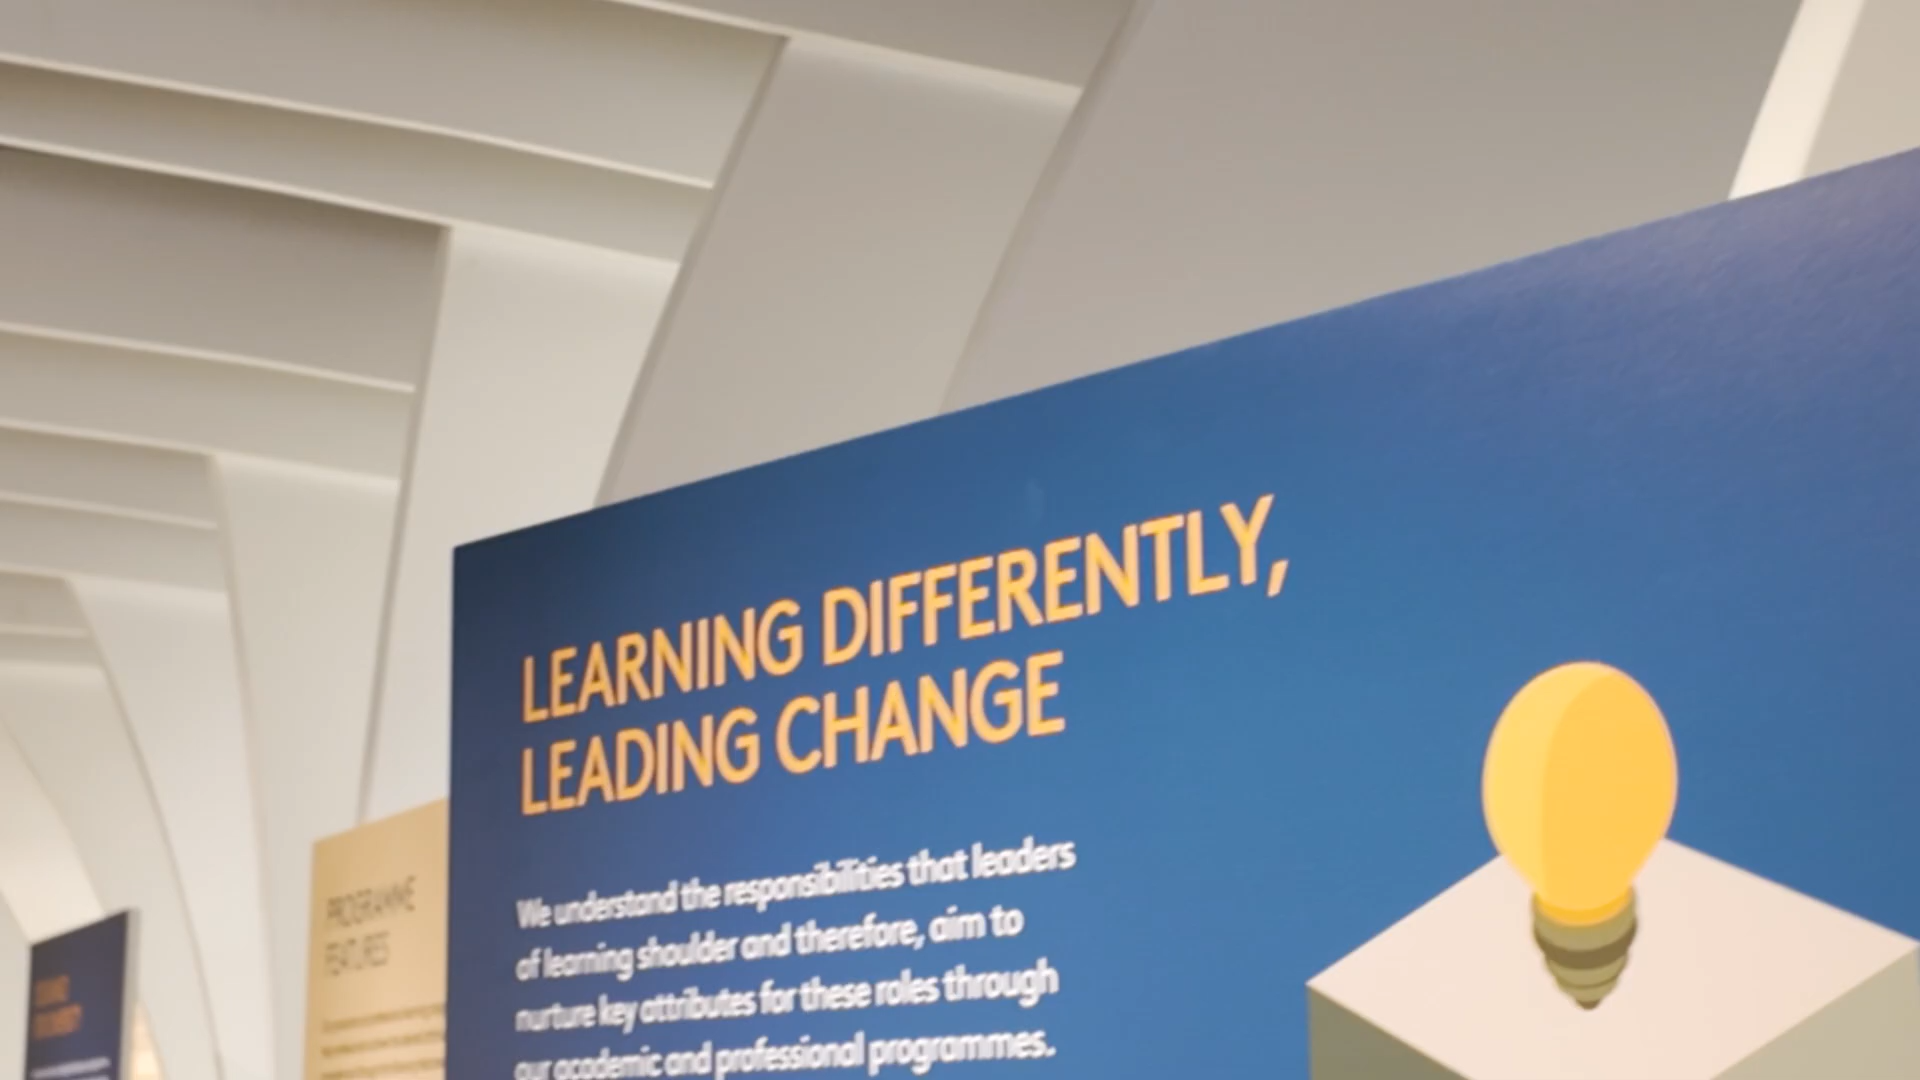 LEARNING DIFFERENTLY,
LEADING CHANGE
We understand the responsibilities that leaders
of learning shoulder and therefore, aim to
nurture key attributes for these roles through
our academic and professional programmes.
PROGRAMME
FEATURES